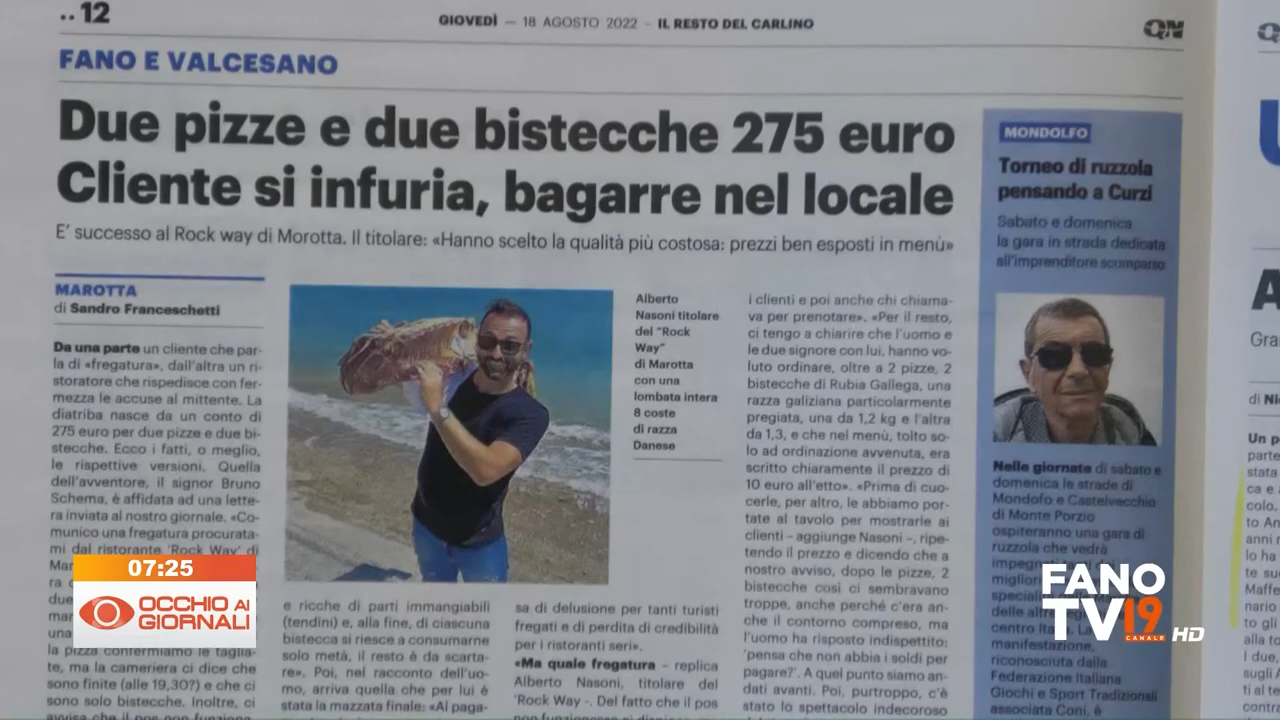 .. 12
GIOVEDÌ — 18 AGOSTO 2022 - IL RESTO DEL CARLINO
QN
FANO E VALCESANO
Due pizze e due bistecche 275 euro
Cliente si infuria, bagarre nel locale
E' successo al Rock way di Morotta. Il titolare: «Hanno scelto la qualità più costosa: prezzi ben esposti in menù»
MAROTTA
di Sandro Franceschetti
Da una parte un cliente che par-
la di «fregatura», dall'altra un ri-
storatore che rispedisce con fer-
mezza le accuse al mittente. La
diatriba nasce da un conto di
275 euro per due pizze e due bi-
stecche. Ecco i fatti, o meglio,
le rispettive versioni. Quella
dell'avventore, il signor Bruno
Schema, è affidata ad una lette-
ra inviata al nostro giornale. «Co-
munico una fregatura procurata-
mi dal ristorante 'Rock Way' di
la pizza confermiamo le taglia-
te, ma la cameriera ci dice che
sono finite (alle 19,30?) e che ci
sono solo bistecche. Inoltre, ci
avvisa che il pos non funziona
e ricche di parti immangiabili
(tendini) e, alla fine, di ciascuna
bistecca si riesce a consumarne
solo metà, il resto è da scarta-
re». Poi, nel racconto dell'uo-
mo, arriva quella che per lui è
stata la mazzata finale: «Al paga-
sa di delusione per tanti turisti
fregati e di perdita di credibilità
per i ristoranti seri».
«Ma quale fregatura – replica
Alberto Nasoni, titolare del
'Rock Way -. Del fatto che il pos
Alberto
Nasoni titolare
del "Rock
Way"
di Marotta
con una
lombata intera
8 coste
di razza
Danese
i clienti e poi anche chi chiama-
va per prenotare». «Per il resto,
ci tengo a chiarire che l'uomo e
le due signore con lui, hanno vo-
luto ordinare, oltre a 2 pizze, 2
bistecche di Rubia Gallega, una
razza galiziana particolarmente
pregiata, una da 1,2 kg e l'altra
da 1,3, e che nel menù, tolto so-
lo ad ordinazione avvenuta, era
scritto chiaramente il prezzo di
10 euro all'etto». «Prima di cuo-
cerle, per altro, le abbiamo por-
tate al tavolo per mostrarle ai
clienti – aggiunge Nasoni –, ripe-
tendo il prezzo e dicendo che a
nostro avviso, dopo le pizze, 2
bistecche così ci sembravano
troppe, anche perché c'era an-
che il contorno compreso, ma
l'uomo ha risposto indispettito:
'pensa che non abbia i soldi per
pagare?'. A quel punto siamo an-
dati avanti. Poi, purtroppo, c'è
stato lo spettacolo indecoroso
MONDOLFO
Torneo di ruzzola
pensando a Curzi
Sabato e domenica
la gara in strada dedicata
all'imprenditore scomparso
Nelle giornate di sabato e
domenica le strade di
Mondolfo e Castelvecchio
di Monte Porzio
ospiteranno una gara di
ruzzola che vedrà
manifestazione,
riconosciuta dalla
Federazione Italiana
Giochi e Sport Tradizionali
associata Coni, è
07:25
OCCHIO AI
GIORNALI
FANO
TV19
CANALE
HD